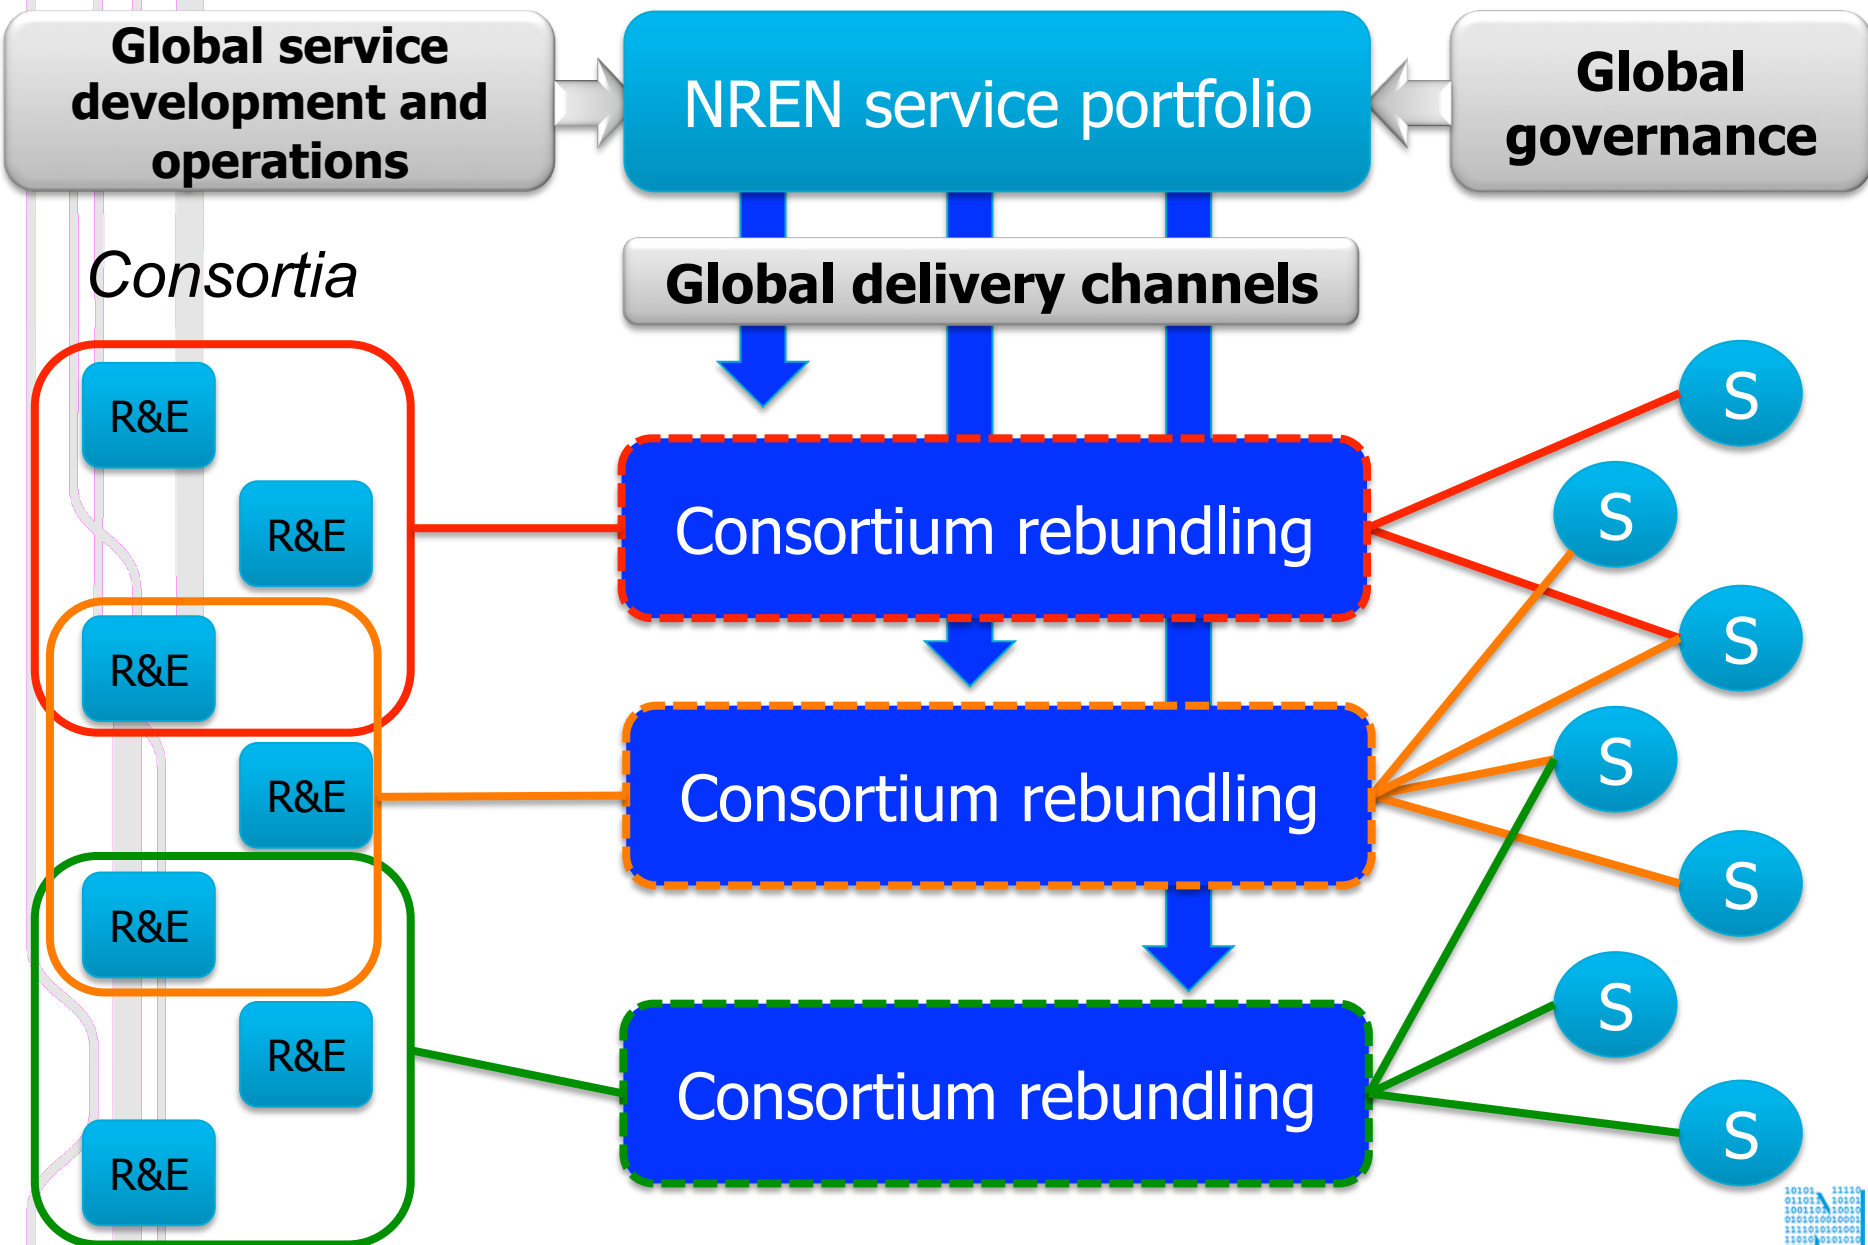 Global service
development and
operations
NREN service portfolio
Global
governance
Consortia
Global delivery channels
R&E
R&E
R&E
R&E
R&E
R&E
R&E
Consortium rebundling
Consortium rebundling
Consortium rebundling
S
S
S
S
S
S
S